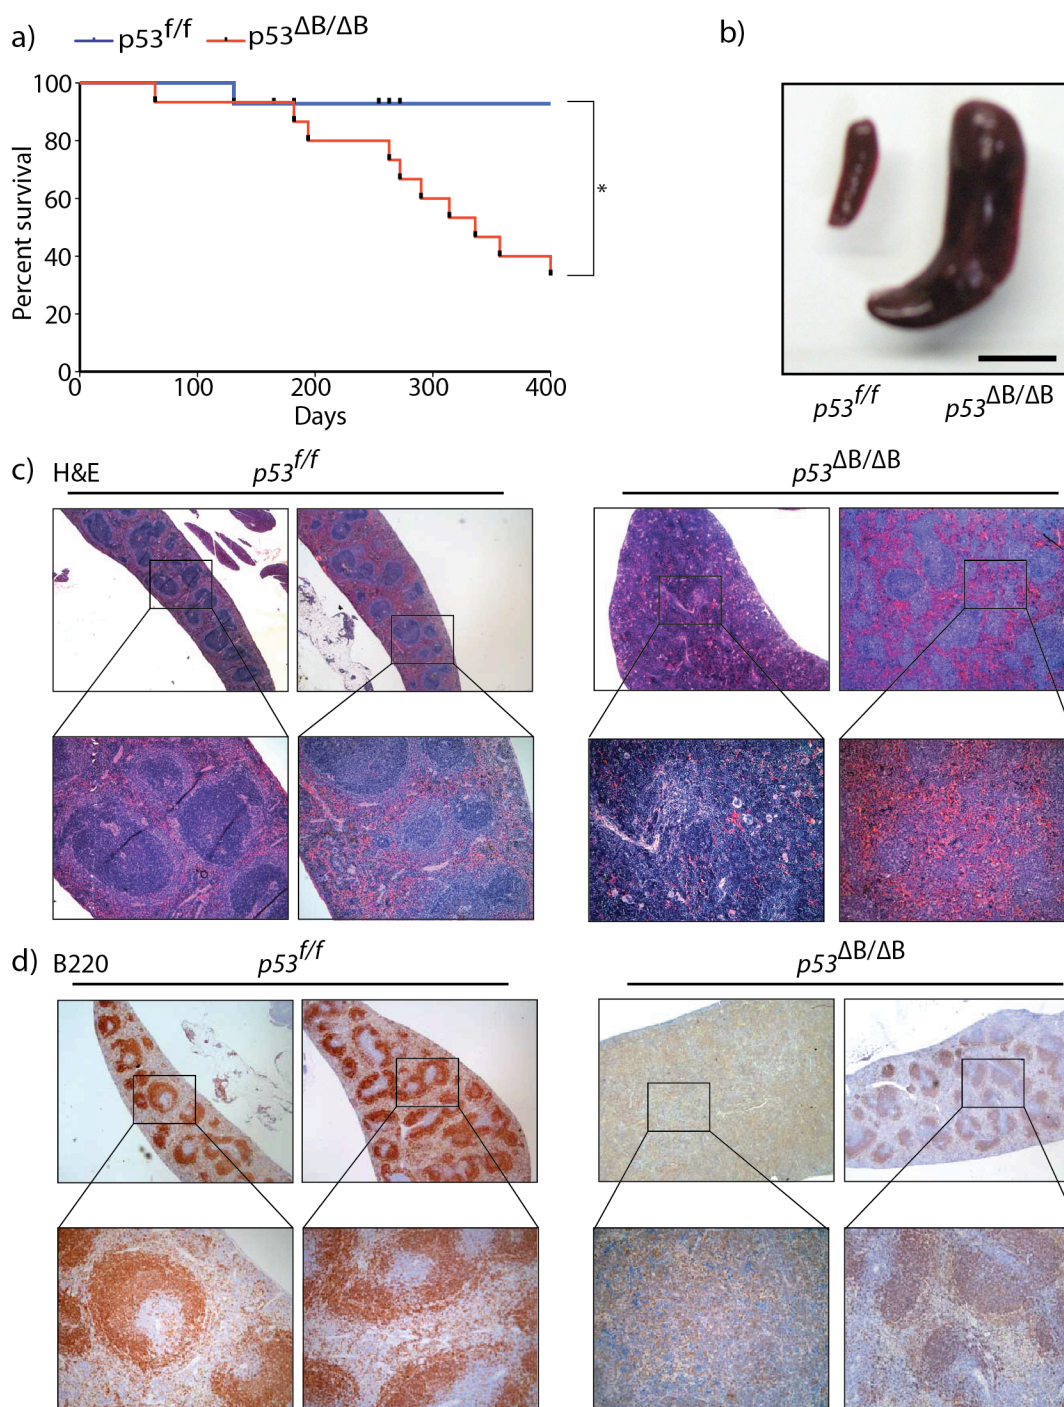 a) p53f/f p53ΔB/ΔB
b)
100
80
60
40
20
0
Percent survival
0 100 200 300 400
Days
*
p53f/f p53ΔB/ΔB
c) H&E p53f/f p53ΔB/ΔB
d) B220 p53f/f p53ΔB/ΔB